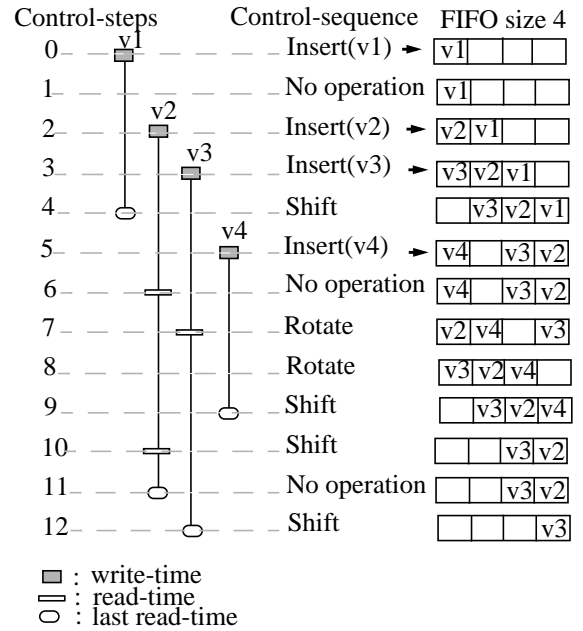 Control-steps Control-sequence FIFO size 4
v1
0 Insert(v1) v1
1 No operation v1
v2
2 Insert(v2) v2 v1
v3
3 Insert(v3) v3 v2 v1
4 Shift v3 v2 v1
v4
5 Insert(v4) v4 v3 v2
6 No operation v4 v3 v2
7 Rotate v2 v4 v3
8 Rotate v3 v2 v4
9 Shift v3 v2 v4
10 Shift v3 v2
11 No operation v3 v2
12 Shift v3
: write-time
: read-time
: last read-time